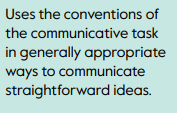 Uses the conventions of
the communicative task
in generally appropriate
ways to communicate
straightforward ideas.